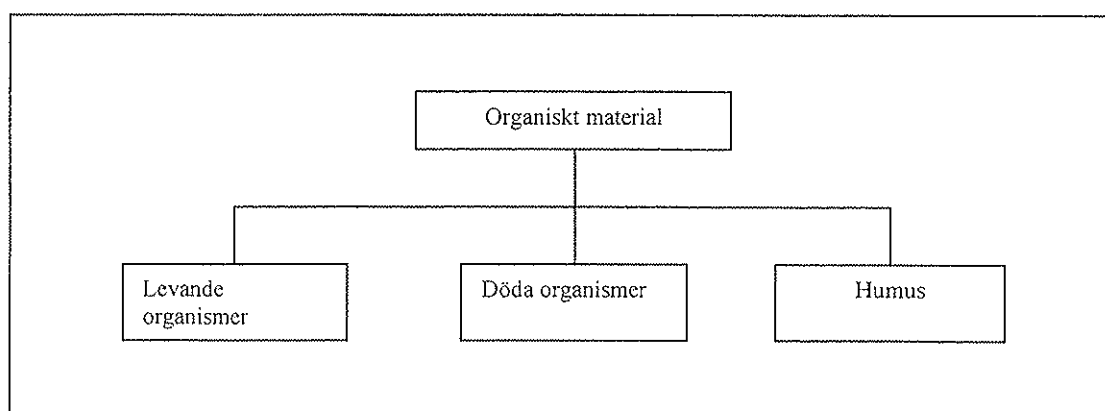 Organiskt material
Levande
organismer
Döda organismer
Humus